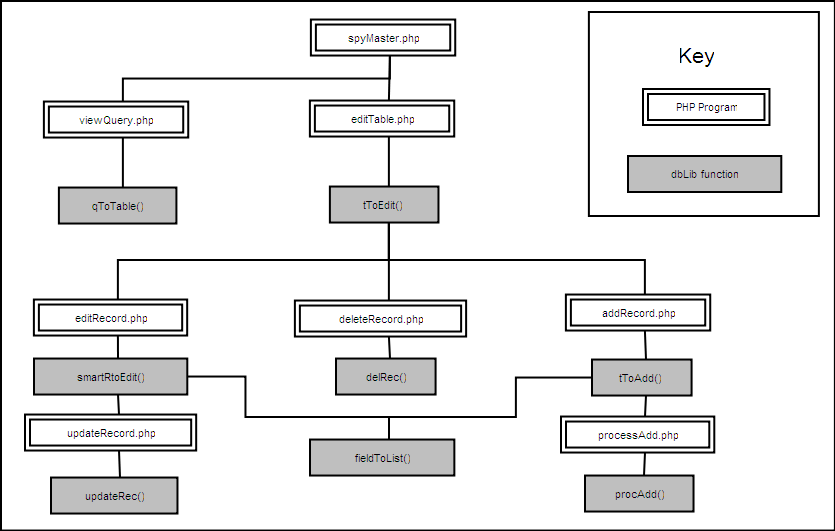 spyMaster.php
Key
PHP Program
viewQuery.php
editTable.php
dbLib function
qToTable()
tToEdit()
editRecord.php
deleteRecord.php
addRecord.php
smartRtoEdit()
delRec()
tToAdd()
updateRecord.php
processAdd.php
fieldToList()
updateRec()
procAdd()